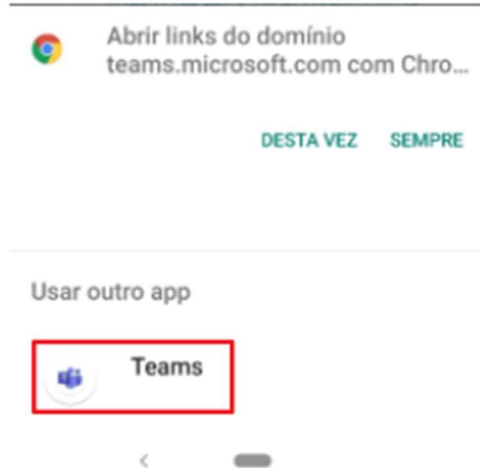 Abrir links do domínio
teams.microsoft.com com Chro...
DESTA VEZ SEMPRE
Usar outro app
Teams